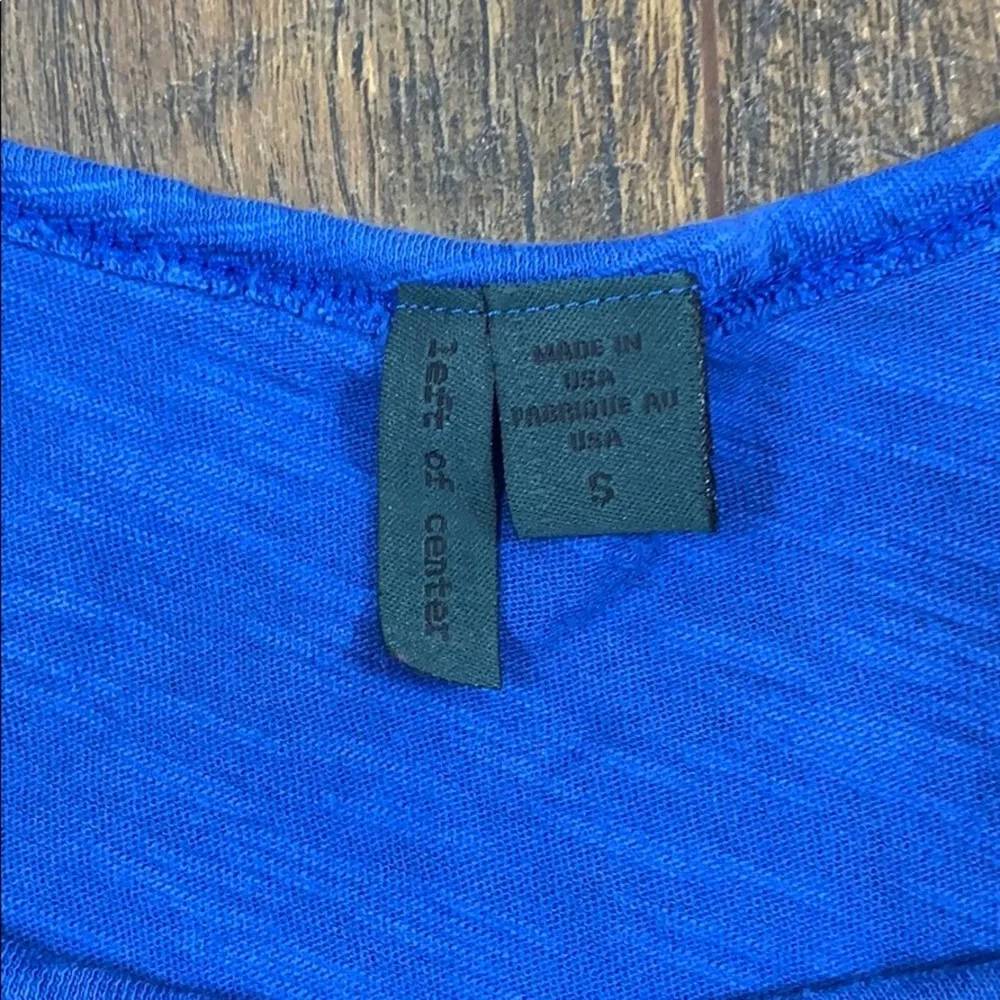 left of center
MADE IN
USA
FABRIQUE AU
USA
S